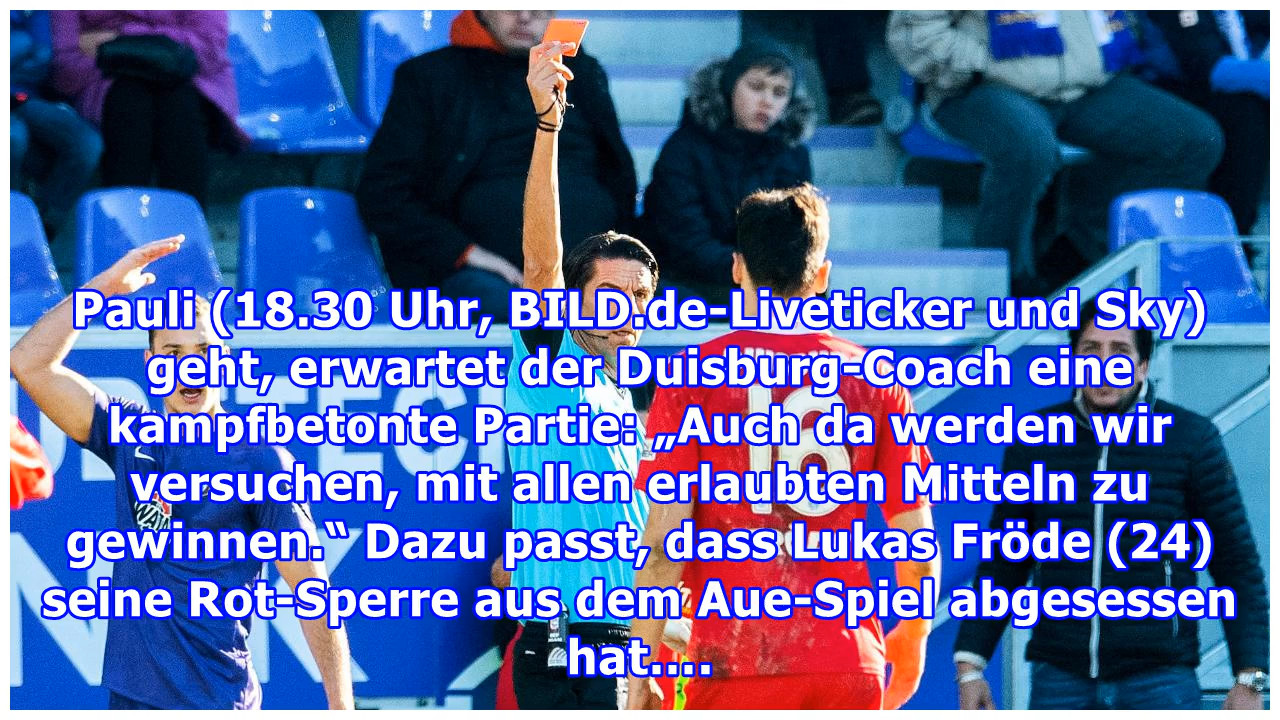 Pauli (18.30 Uhr, BILD.de-Liveticker und Sky)
geht, erwartet der Duisburg-Coach eine
kampfbetonte Partie: „Auch da werden wir
versuchen, mit allen erlaubten Mitteln zu
gewinnen.“ Dazu passt, dass Lukas Fröde (24)
seine Rot-Sperre aus dem Aue-Spiel abgesessen
hat....
16